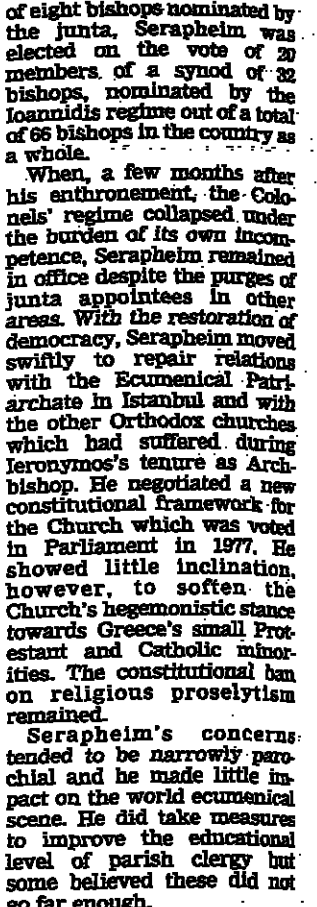 of eight bishops nominated by
the junta, Serapheim was
elected on the vote of 20
members of a synod of 32
bishops, nominated by the
Ioannidis regime out of a total
of 66 bishops in the country as
a whole.
When, a few months after
his enthronement, the Colo-
nels' regime collapsed under
the burden of its own incom-
petence, Serapheim remained
in office despite the purges of
junta appointees in other
areas. With the restoration of
democracy, Serapheim moved
swiftly to repair relations
with the Ecumenical Patri-
archate in Istanbul and with
the other Orthodox churches
which had suffered during
Ieronymos's tenure as Arch-
bishop. He negotiated a new
constitutional framework for
the Church which was voted
in Parliament in 1977. He
showed little inclination,
however, to soften the
Church's hegemonistic stance
towards Greece's small Prot-
estant and Catholic minor-
ities. The constitutional ban
on religious proselytism
remained.
Serapheim's concerns
tended to be narrowly paro-
chial and he made little im-
pact on the world ecumenical
scene. He did take measures
to improve the educational
level of parish clergy but
some believed these did not
go far enough.